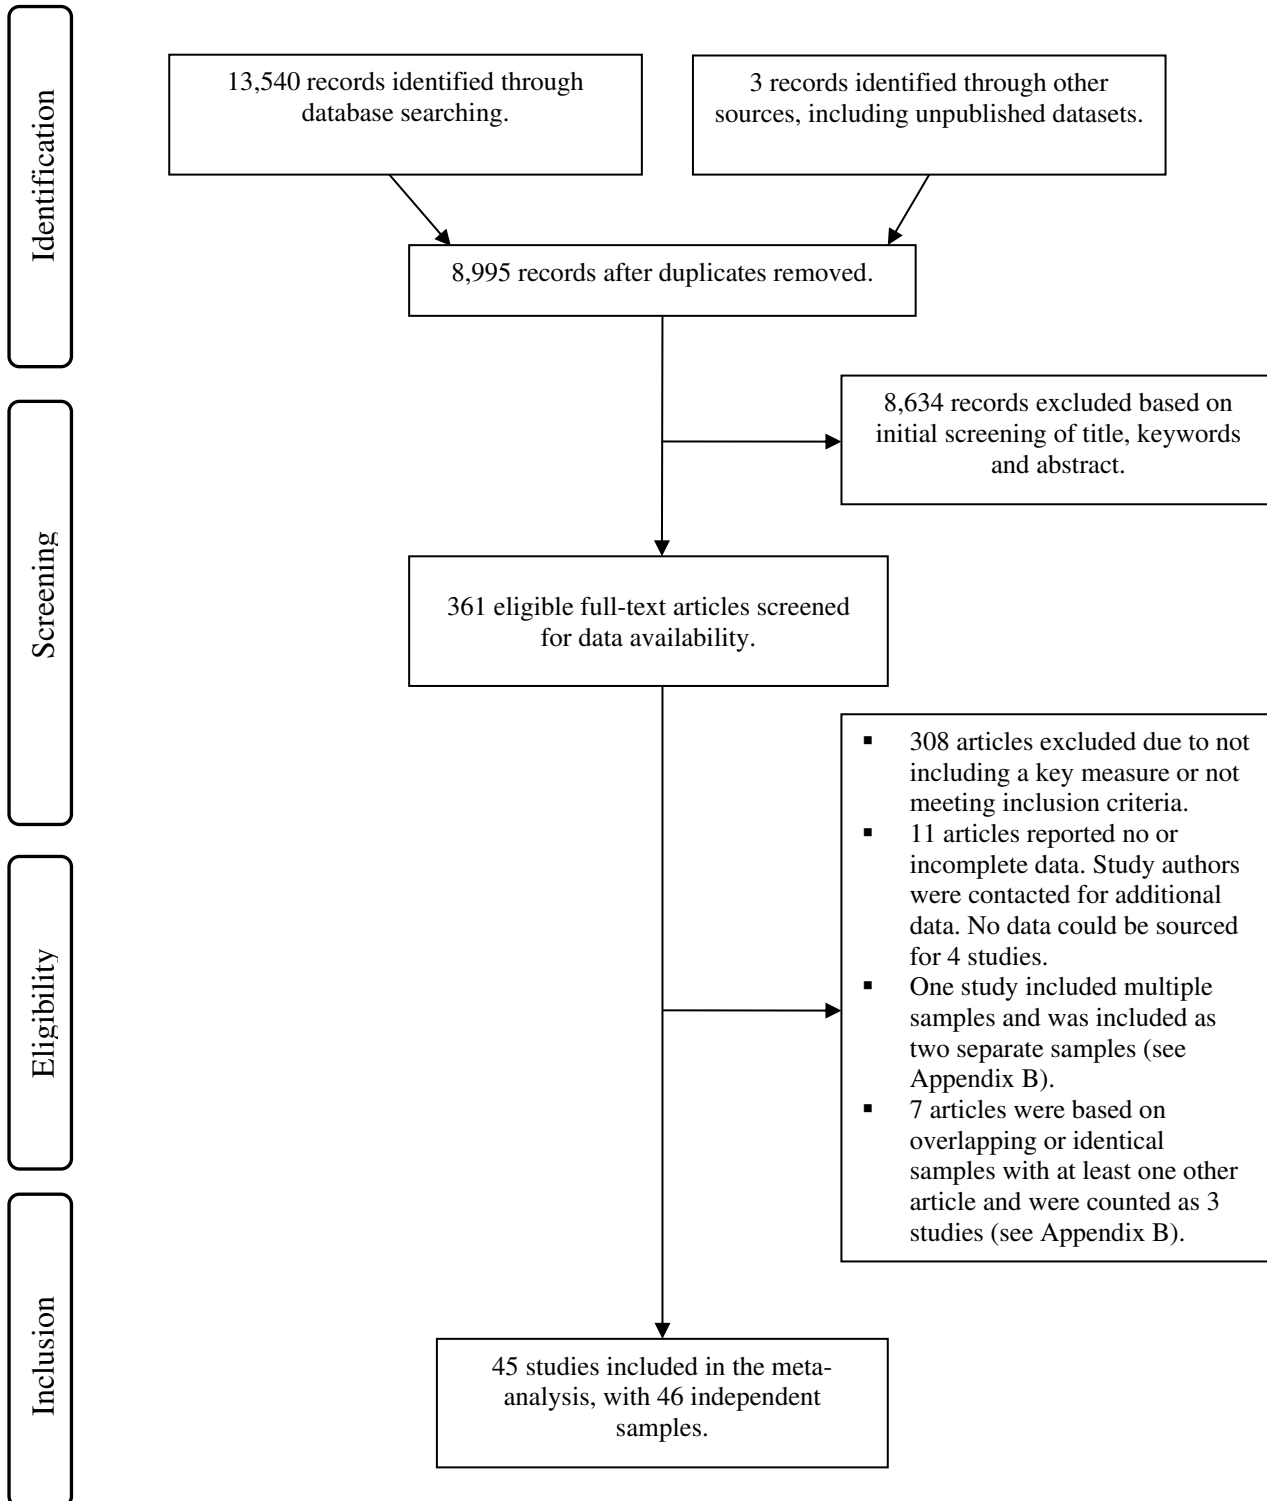 Identification
13,540 records identified through
database searching.
3 records identified through other
sources, including unpublished datasets.
8,995 records after duplicates removed.
Screening
8,634 records excluded based on
initial screening of title, keywords
and abstract.
361 eligible full-text articles screened
for data availability.
Eligibility
▪ 308 articles excluded due to not
including a key measure or not
meeting inclusion criteria.
▪ 11 articles reported no or
incomplete data. Study authors
were contacted for additional
data. No data could be sourced
for 4 studies.
▪ One study included multiple
samples and was included as
two separate samples (see
Appendix B).
▪ 7 articles were based on
overlapping or identical
samples with at least one other
article and were counted as 3
studies (see Appendix B).
Inclusion
45 studies included in the meta-
analysis, with 46 independent
samples.